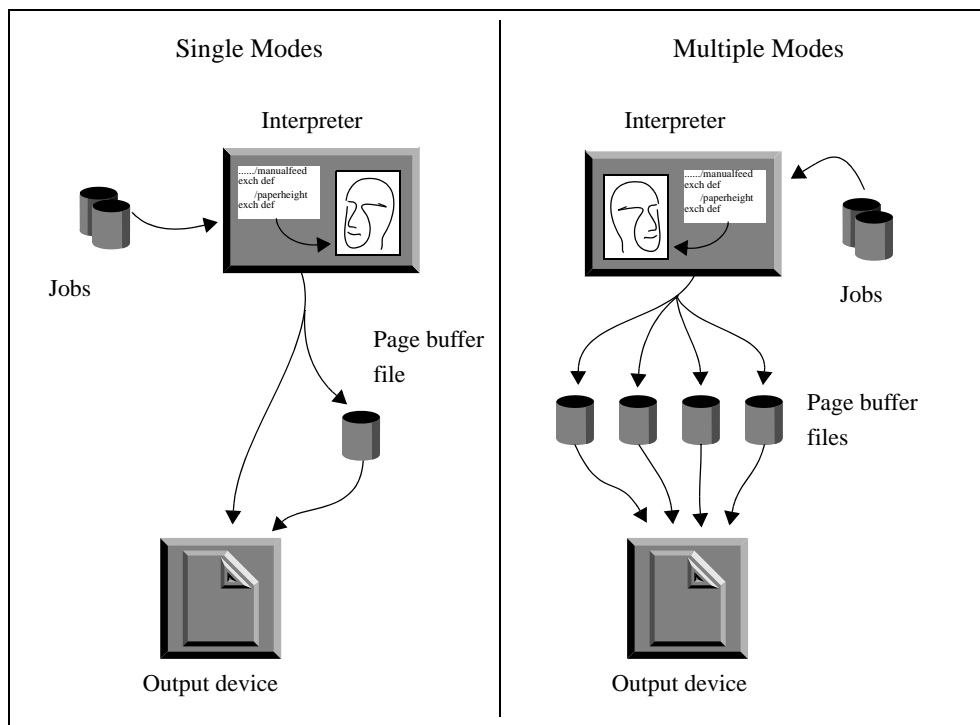 Single Modes
Interpreter
....../manualfeed
exch def
/paperheight
exch def
Jobs
Page buffer
file
Output device
Multiple Modes
Interpreter
....../manualfeed
exch def
/paperheight
exch def
Jobs
Page buffer
files
Output device